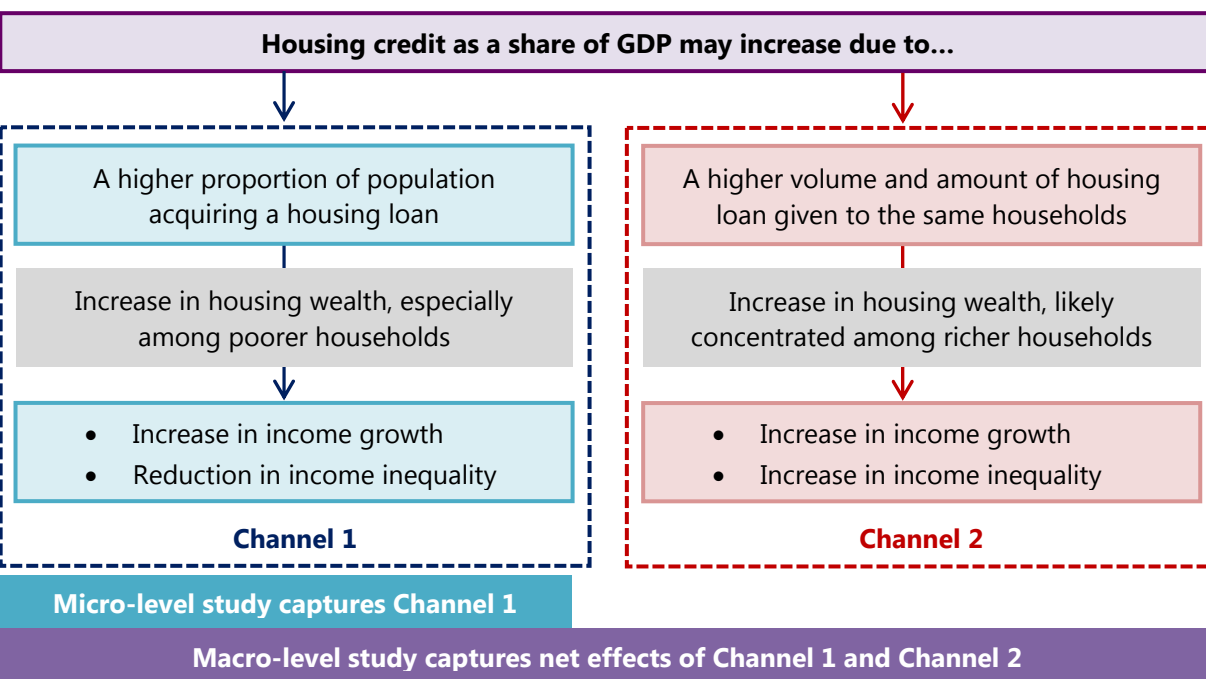 Housing credit as a share of GDP may increase due to…
A higher proportion of population
acquiring a housing loan
Increase in housing wealth, especially
among poorer households
• Increase in income growth
• Reduction in income inequality
Channel 1
A higher volume and amount of housing
loan given to the same households
Increase in housing wealth, likely
concentrated among richer households
• Increase in income growth
• Increase in income inequality
Channel 2
Micro-level study captures Channel 1
Macro-level study captures net effects of Channel 1 and Channel 2